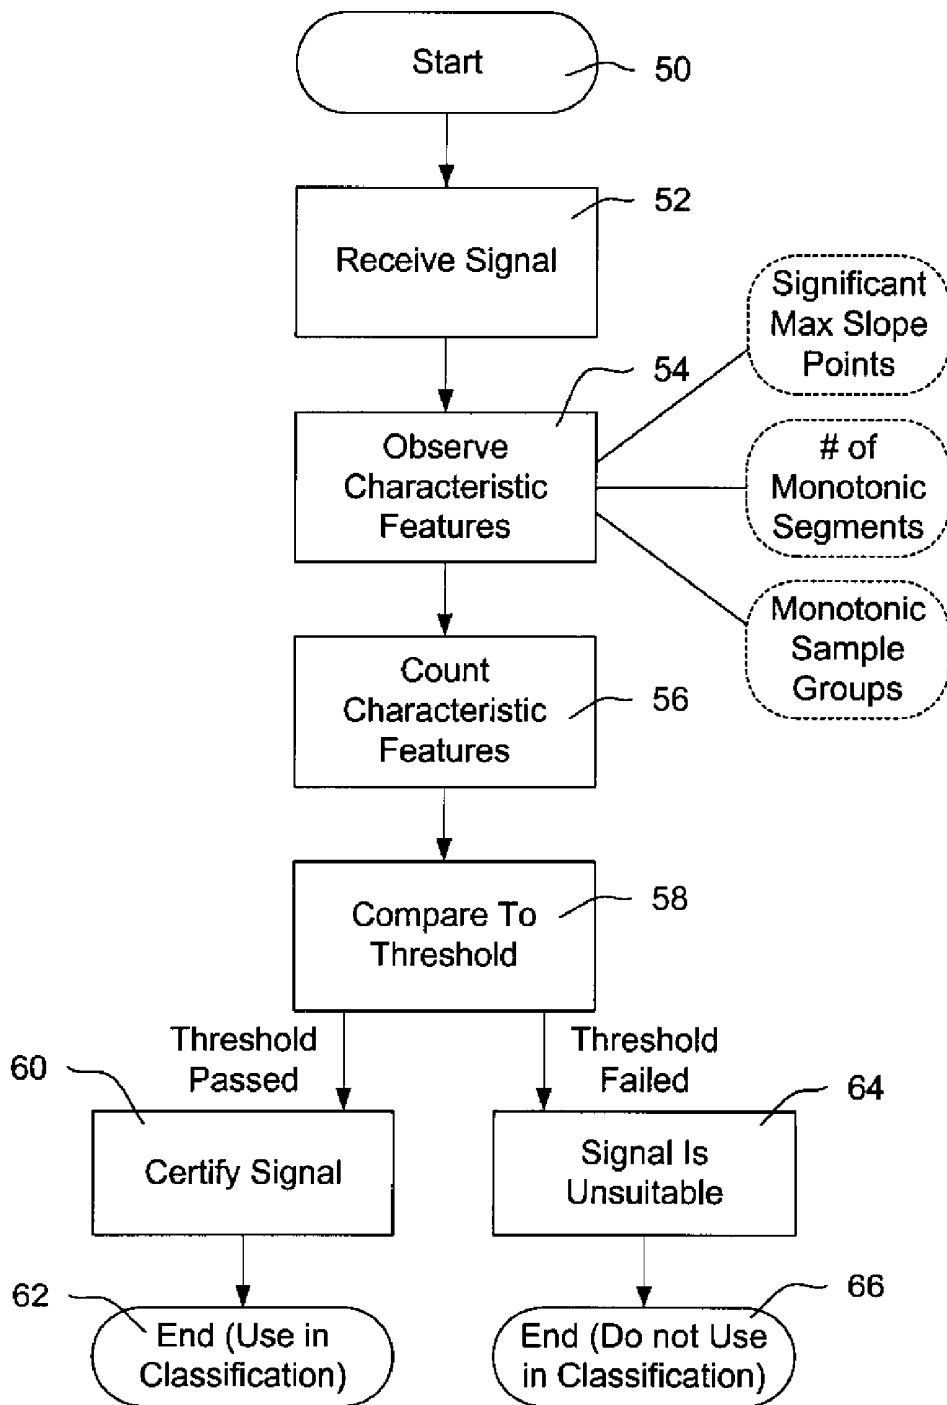 Start
50
52
Receive Signal
Significant
Max Slope
Points
54
Observe
Characteristic
Features
# of
Monotonic
Segments
Monotonic
Sample
Groups
Count
Characteristic
Features
56
Compare To
Threshold
58
Threshold
Passed
Threshold
Failed
60
64
Certify Signal
Signal Is
Unsuitable
62
66
End (Use in
Classification)
End (Do not Use
in Classification)